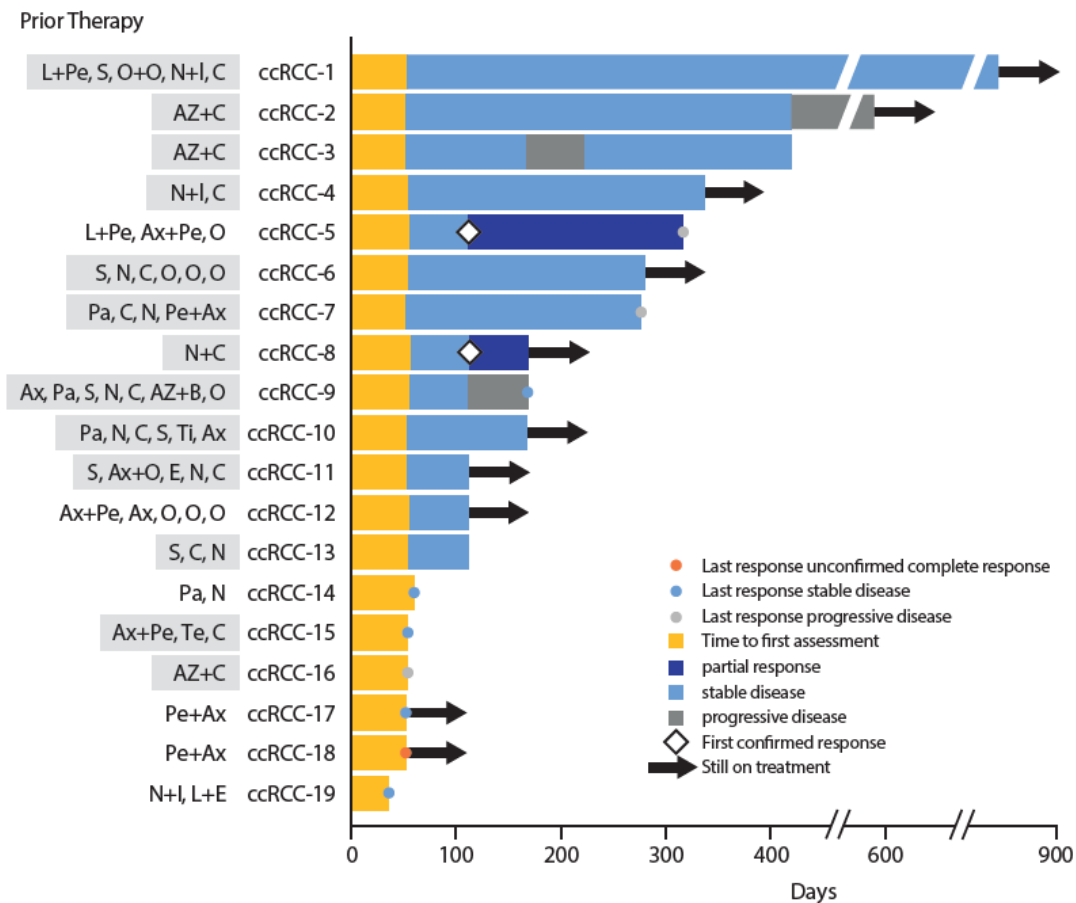 Prior Therapy
L+Pe, S, O+O, N+I, C ccRCC-1
AZ+C ccRCC-2
AZ+C ccRCC-3
N+I, C ccRCC-4
L+Pe, Ax+Pe, O ccRCC-5
S, N, C, O, O, O ccRCC-6
Pa, C, N, Pe+Ax ccRCC-7
N+C ccRCC-8
Ax, Pa, S, N, C, AZ+B, O ccRCC-9
Pa, N, C, S, Ti, Ax ccRCC-10
S, Ax+O, E, N, C ccRCC-11
Ax+Pe, Ax, O, O, O ccRCC-12
S, C, N ccRCC-13
Pa, N ccRCC-14
Ax+Pe, Te, C ccRCC-15
AZ+C ccRCC-16
Pe+Ax ccRCC-17
Pe+Ax ccRCC-18
N+I, L+E ccRCC-19
Last response unconfirmed complete response
Last response stable disease
Last response progressive disease
Time to first assessment
partial response
stable disease
progressive disease
First confirmed response
Still on treatment
0 100 200 300 400 600 900
Days